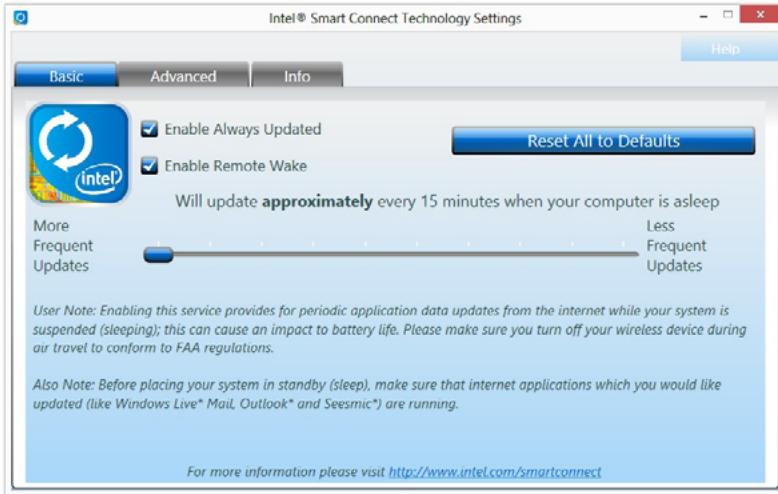 Intel® Smart Connect Technology Settings
Help
Basic Advanced Info
Enable Always Updated
Reset All to Defaults
Enable Remote Wake
(intel)
Will update approximately every 15 minutes when your computer is asleep
More
Frequent
Updates
Less
Frequent
Updates
User Note: Enabling this service provides for periodic application data updates from the internet while your system is
suspended (sleeping); this can cause an impact to battery life. Please make sure you turn off your wireless device during
air travel to conform to FAA regulations.
Also Note: Before placing your system in standby (sleep), make sure that internet applications which you would like
updated (like Windows Live* Mail, Outlook* and Seesmic*) are running.
For more information please visit http://www.intel.com/smartconnect